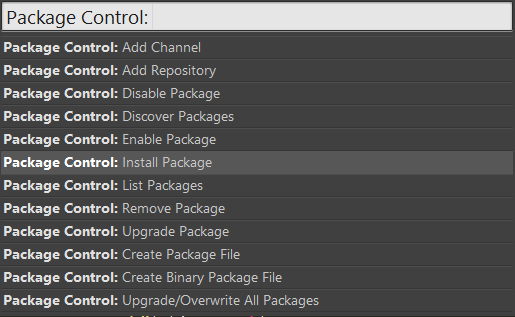 Package Control:
Package Control: Add Channel
Package Control: Add Repository
Package Control: Disable Package
Package Control: Discover Packages
Package Control: Enable Package
Package Control: Install Package
Package Control: List Packages
Package Control: Remove Package
Package Control: Upgrade Package
Package Control: Create Package File
Package Control: Create Binary Package File
Package Control: Upgrade/Overwrite All Packages